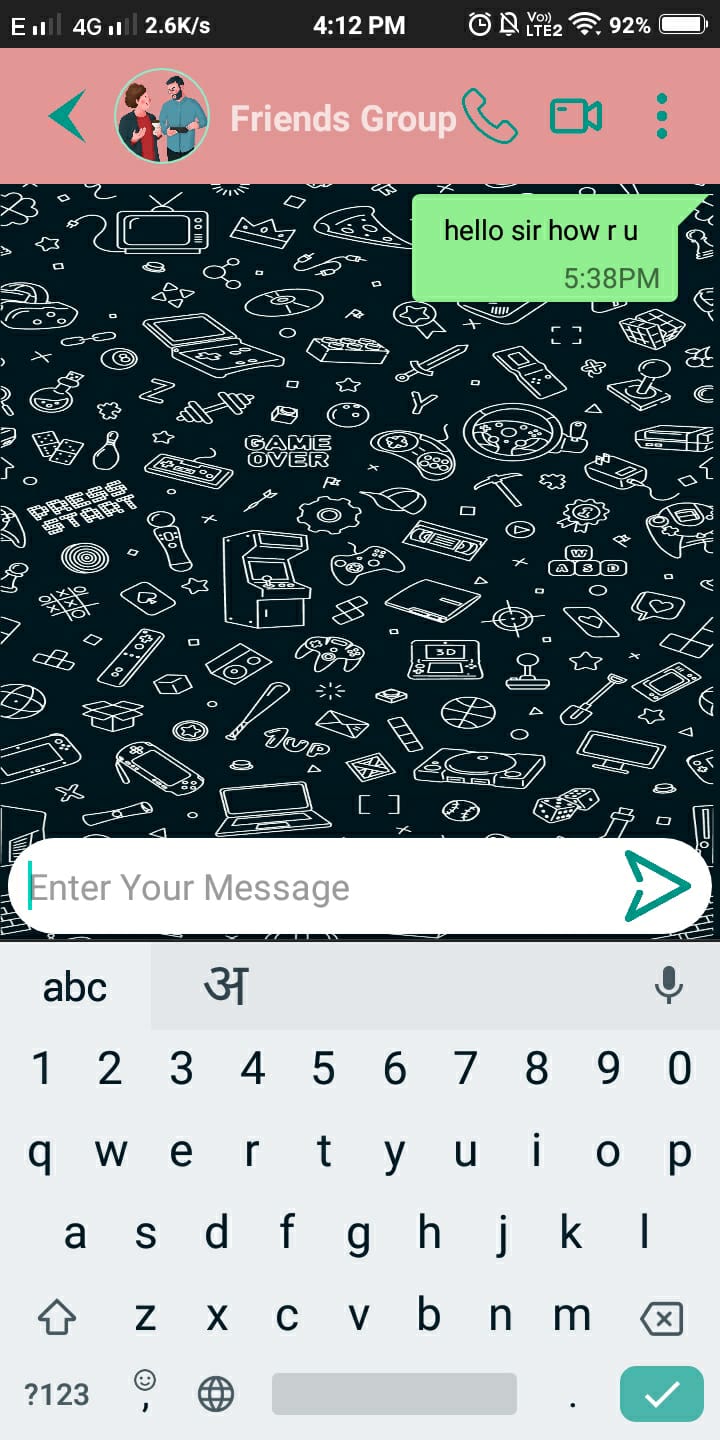 E 4G 2.6K/s 4:12 PM Vo)) LTE2 92%
Friends Group
hello sir how r u
5:38PM
8
Z
Y
GAME
OVER
PRESS
START
W
A S D
3D
1UP
Enter Your Message
abc अ
1 2 3 4 5 6 7 8 9 0
q w e r t y u i o p
a s d f g h j k l
z x c v b n m
?123 , .